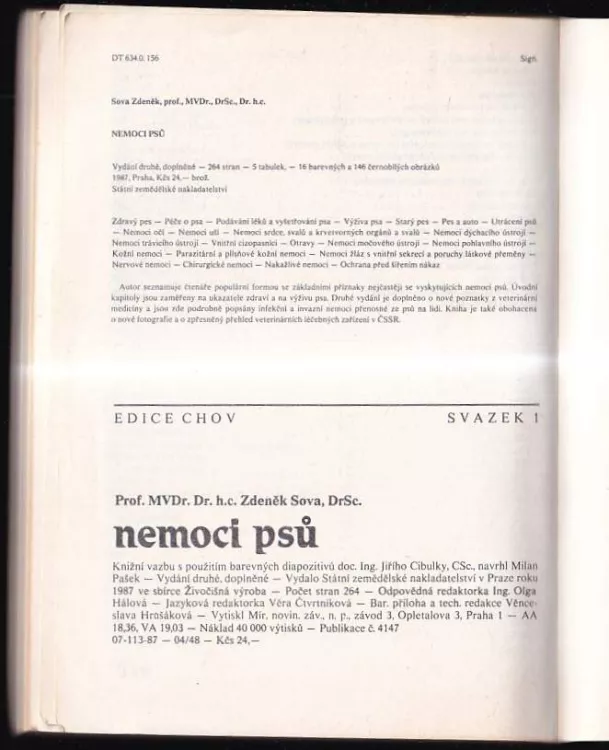 DT 634.0. 156
Sign.
Sova Zdeněk, prof., MVDr., DrSc., Dr. h.c.
NEMOCI PSŮ
Vydání druhé, doplněné — 264 stran — 5 tabulek, — 16 barevných a 146 černobílých obrázků
1987, Praha, Kčs 24,— brož.
Státní zemědělské nakladatelství
Zdravý pes — Péče o psa — Podávání léků a vyšetřování psa — Výživa psa — Starý pes — Pes a auto — Utrácení psů
— Nemoci očí — Nemoci uší — Nemoci srdce, svalů a krvetvorných orgánů a svalů — Nemoci dýchacího ústrojí —
Nemoci trávicího ústrojí — Vnitřní cizopasníci — Otravy — Nemoci močového ústrojí — Nemoci pohlavního ústrojí —
Kožní nemoci — Parazitární a plísňové kožní nemoci — Nemoci žláz s vnitřní sekrecí a poruchy látkové přeměny —
Nervové nemoci — Chirurgické nemoci — Nakažlivé nemoci — Ochrana před šířením nákaz
Autor seznamuje čtenáře populární formou se základními příznaky nejčastěji se vyskytujících nemocí psů. Úvodní
kapitoly jsou zaměřeny na ukazatele zdraví a na výživu psa. Druhé vydání je doplněno o nové poznatky z veterinární
medicíny a jsou zde podrobně popsány infekční a invazní nemoci přenosné ze psů na lidi. Kniha je také obohacena
o nové fotografie a o zpřesněný přehled veterinárních léčebných zařízení v ČSSR.
EDICE CHOV
SVAZEK 1
Prof. MVDr. Dr. h.c. Zdeněk Sova, DrSc.
nemoci psů
Knižní vazbu s použitím barevných diapozitivů doc. Ing. Jiřího Cibulky, CSc., navrhl Milan
Pašek — Vydání druhé, doplněné — Vydalo Státní zemědělské nakladatelství v Praze roku
1987 ve sbírce Živočišná výroba — Počet stran 264 — Odpovědná redaktorka Ing. Olga
Hálová — Jazyková redaktorka Věra Čtvrtníková — Bar. příloha a tech. redakce Věnce-
slava Hrušáková — Vytiskl Mír, novin. záv., n. p., závod 3, Opletalova 3, Praha 1 — AA
18,36, VA 19,03 — Náklad 40 000 výtisků — Publikace č. 4147
07-113-87 — 04/48 — Kčs 24,—